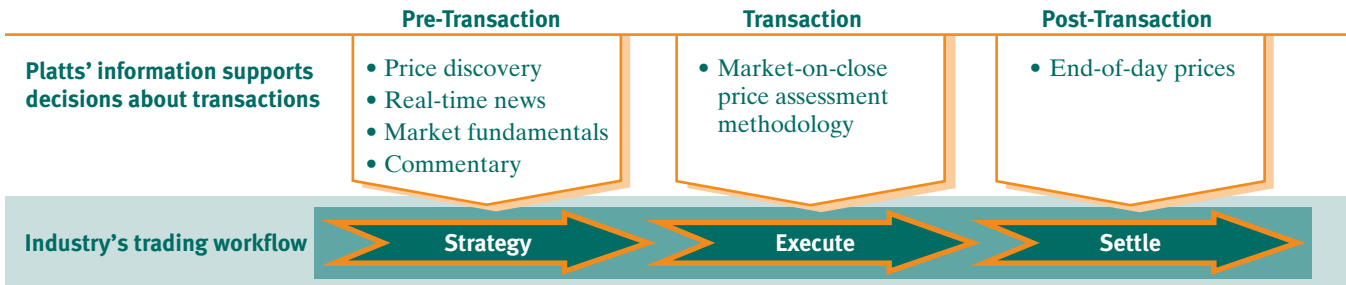 Pre-Transaction
Transaction
Post-Transaction
Platts’ information supports
decisions about transactions
• Price discovery
• Real-time news
• Market fundamentals
• Commentary
• Market-on-close
price assessment
methodology
• End-of-day prices
Industry’s trading workflow
Strategy
Execute
Settle